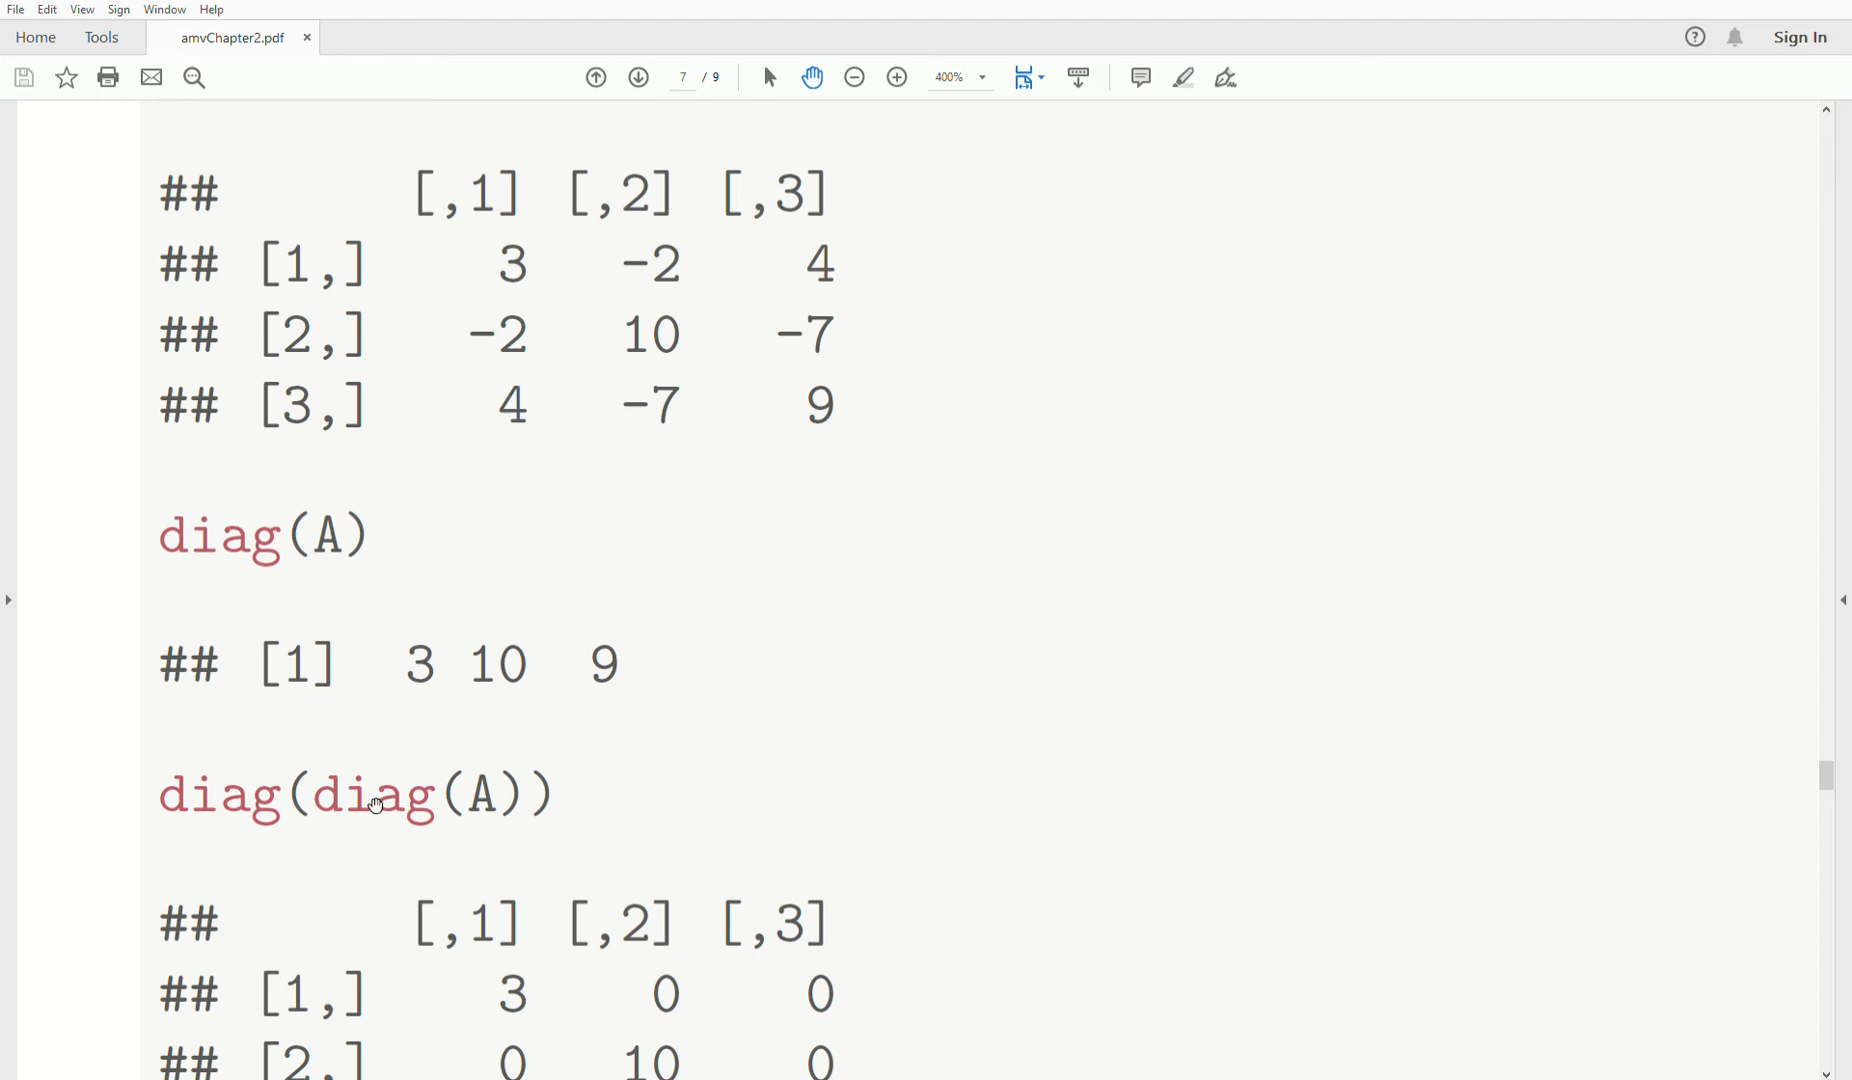 File Edit View Sign Window Help
Home Tools amvChapter2.pdf × Sign In
7 / 9 400%
## [,1] [,2] [,3]
## [1,] 3 -2 4
## [2,] -2 10 -7
## [3,] 4 -7 9
diag(A)
## [1] 3 10 9
diag(diag(A))
## [,1] [,2] [,3]
## [1,] 3 0 0
## [2,] 0 10 0